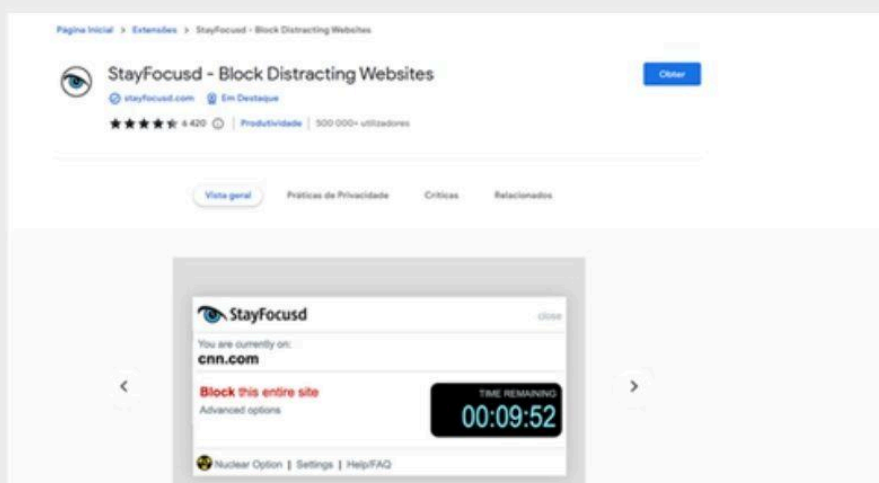 Página Inicial > Extensões > StayFocusd - Block Distracting Websites
StayFocusd - Block Distracting Websites
Obter
stayfocusd.com Em Destaque
6 420 | Produtividade | 500 000+ utilizadores
Vista geral Práticas de Privacidade Críticas Relacionados
StayFocusd close
You are currently on:
cnn.com
Block this entire site
TIME REMAINING
Advanced options
00:09:52
Nuclear Option | Settings | Help/FAQ